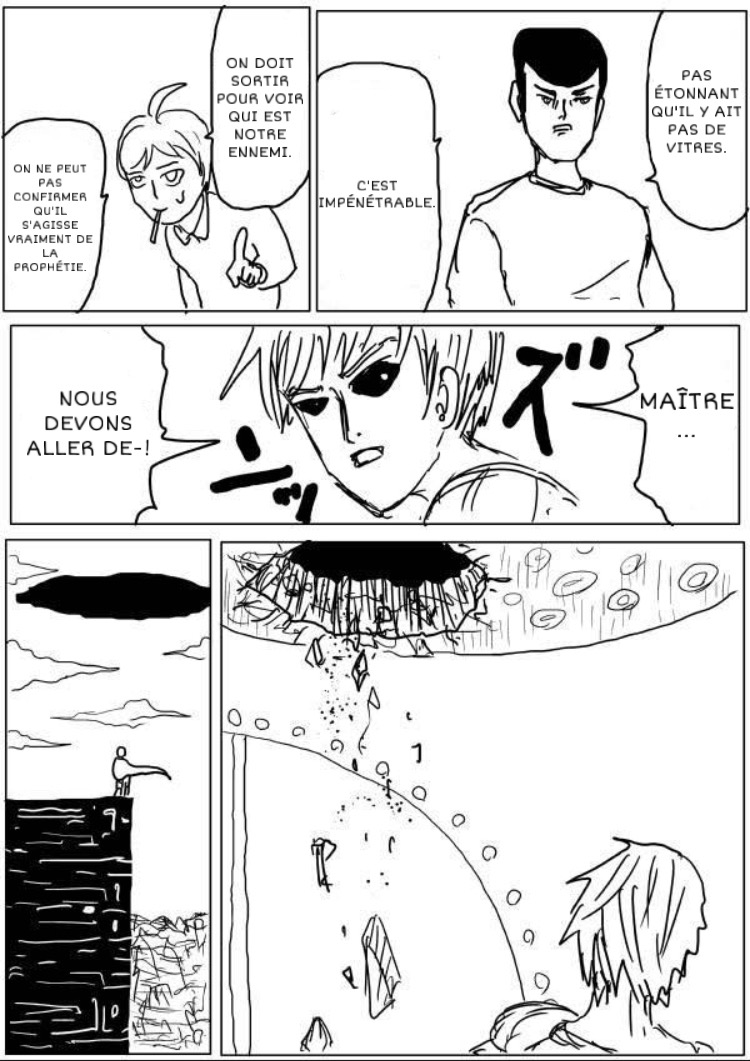 PAS
ÉTONNANT
QU'IL Y AIT
PAS DE
VITRES.
C'EST
IMPÉNÉTRABLE.
ON DOIT
SORTIR
POUR VOIR
QUI EST
NOTRE
ENNEMI.
ON NE PEUT
PAS
CONFIRMER
QU'IL
S'AGISSE
VRAIMENT DE
LA
PROPHÉTIE.
MAÎTRE
...
ズ
NOUS
DEVONS
ALLER DE-!